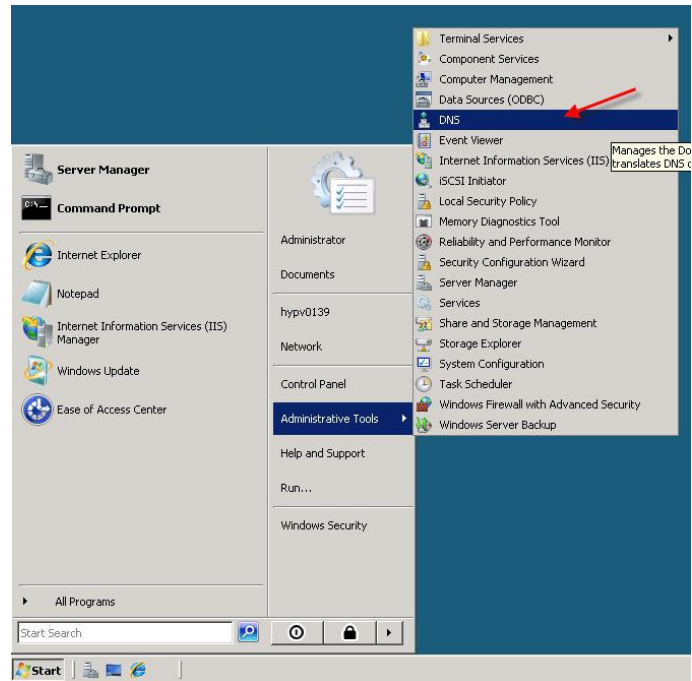 Terminal Services
Component Services
Computer Management
Data Sources (ODBC)
DNS
Event Viewer
Internet Information Services (IIS)
Manages the Do
translates DNS
iSCSI Initiator
Local Security Policy
Memory Diagnostics Tool
Reliability and Performance Monitor
Security Configuration Wizard
Server Manager
Services
Share and Storage Management
Storage Explorer
System Configuration
Task Scheduler
Windows Firewall with Advanced Security
Windows Server Backup
Server Manager
Command Prompt
Internet Explorer
Notepad
Internet Information Services (IIS)
Manager
Windows Update
Ease of Access Center
All Programs
Start Search
Administrator
Documents
hypv0139
Network
Control Panel
Administrative Tools
Help and Support
Run...
Windows Security
Start